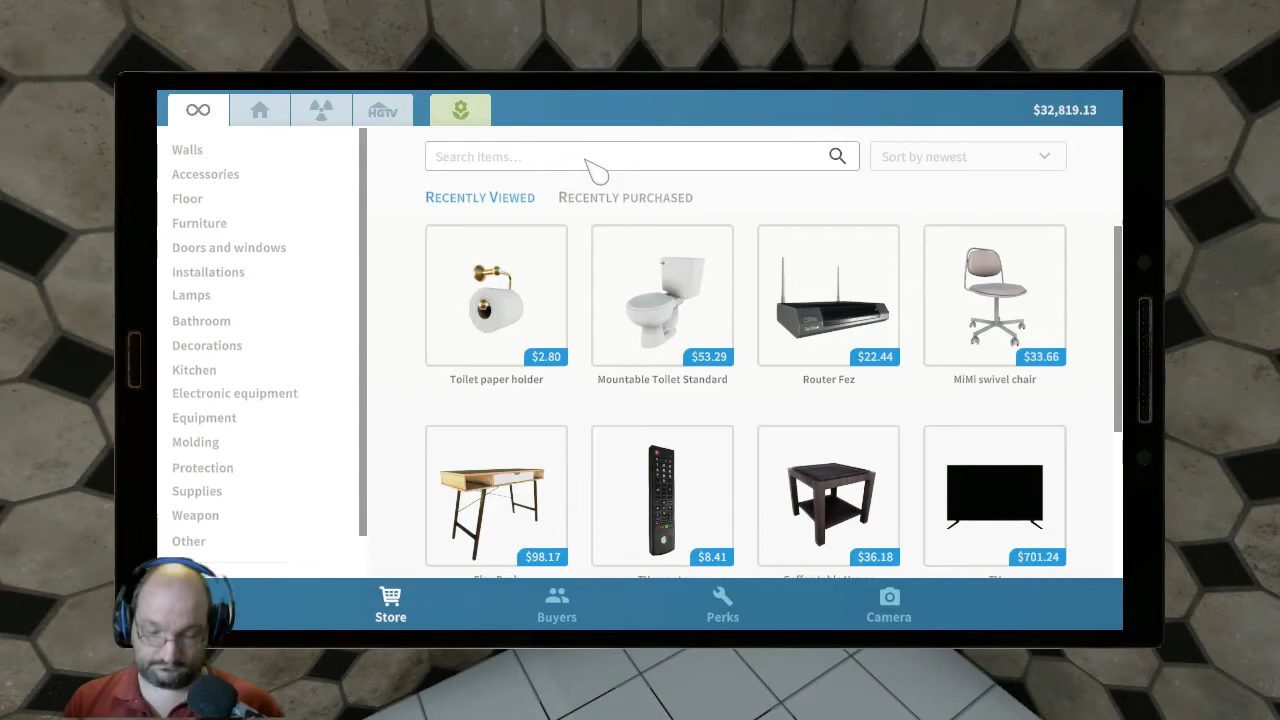 HGTV
$32,819.13
Search items...
Sort by newest
RECENTLY VIEWED
RECENTLY PURCHASED
Walls
Accessories
Floor
Furniture
Doors and windows
Installations
Lamps
Bathroom
Decorations
Kitchen
Electronic equipment
Equipment
Molding
Protection
Supplies
Weapon
Other
$2.80
Toilet paper holder
$53.29
Mountable Toilet Standard
$22.44
Router Fez
$33.66
MiMi swivel chair
$98.17
$8.41
$36.18
$701.24
TV
Store
Buyers
Perks
Camera